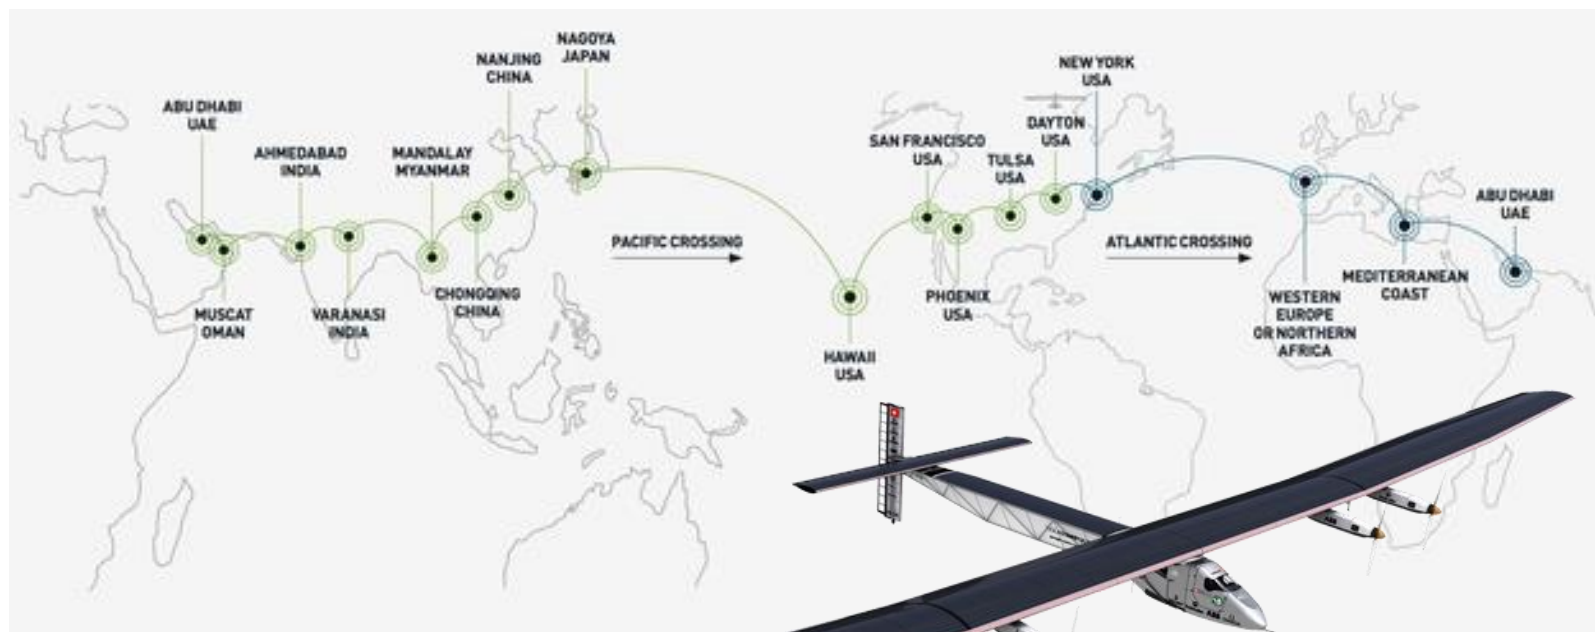 ABU DHABI
UAE
MUSCAT
OMAN
AHMEDABAD
INDIA
VARANASI
INDIA
MANDALAY
MYANMAR
CHONGQING
CHINA
NANJING
CHINA
NAGOYA
JAPAN
PACIFIC CROSSING
HAWAII
USA
SAN FRANCISCO
USA
PHOENIX
USA
TULSA
USA
DAYTON
USA
NEW YORK
USA
ATLANTIC CROSSING
WESTERN
EUROPE
OR NORTHERN
AFRICA
MEDITERRANEAN
COAST
ABU DHABI
UAE